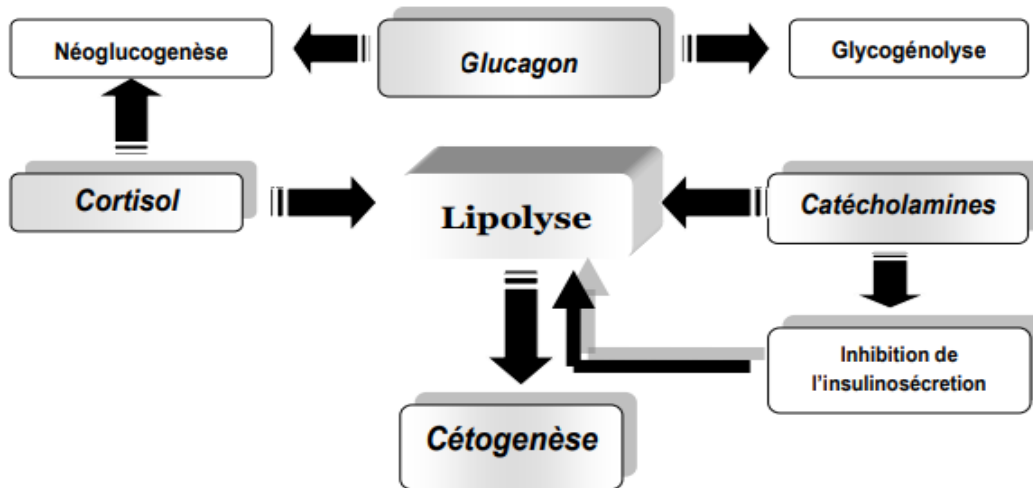 Néoglucogenèse
Glucagon
Glycogénolyse
Cortisol
Lipolyse
Catécholamines
Inhibition de
l'insulinosécretion
Cétogenèse